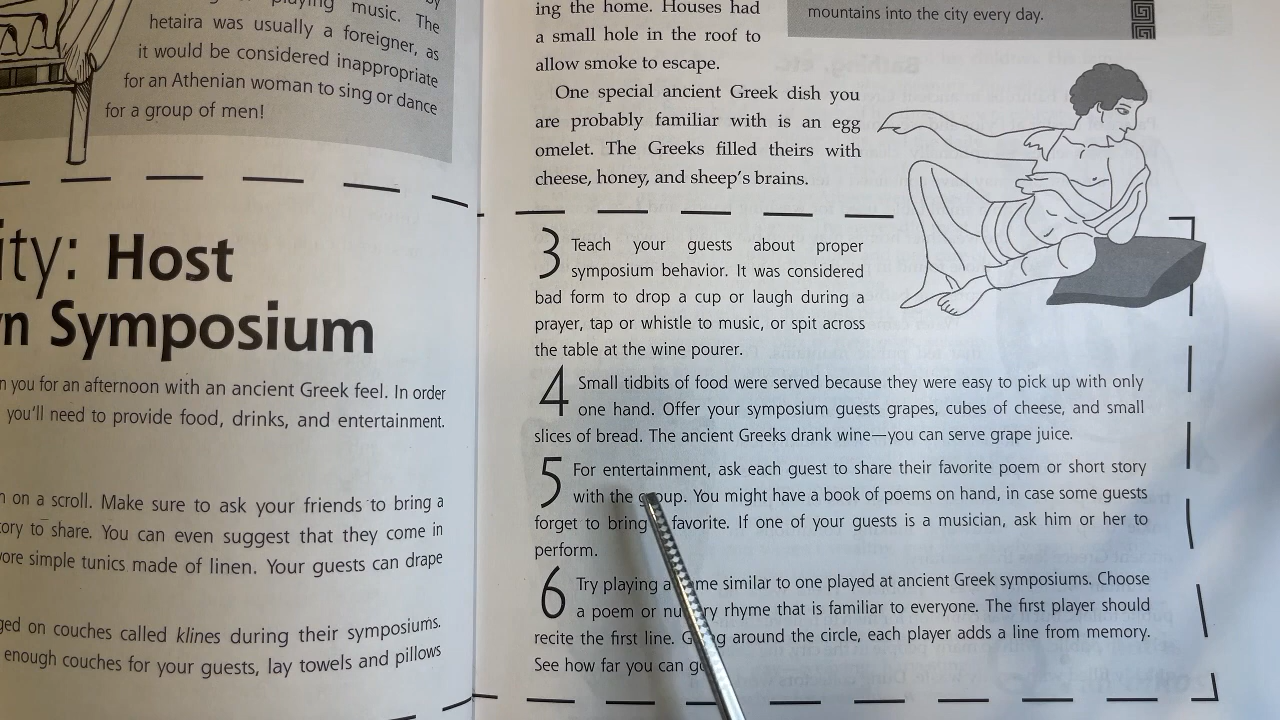 playing music. The
hetaira was usually a foreigner, as
it would be considered inappropriate
for an Athenian woman to sing or dance
for a group of men!
Host
Symposium
you for an afternoon with an ancient Greek feel. In order
you'll need to provide food, drinks, and entertainment.
on a scroll. Make sure to ask your friends to bring a
to share. You can even suggest that they come in
simple tunics made of linen. Your guests can drape
on couches called klines during their symposiums.
enough couches for your guests, lay towels and pillows
ing the home. Houses had
a small hole in the roof to
allow smoke to escape.
mountains into the city every day.
One special ancient Greek dish you
are probably familiar with is an egg
omelet. The Greeks filled theirs with
cheese, honey, and sheep's brains.
3 Teach your guests about proper
symposium behavior. It was considered
bad form to drop a cup or laugh during a
prayer, tap or whistle to music, or spit across
the table at the wine pourer.
4 Small tidbits of food were served because they were easy to pick up with only
one hand. Offer your symposium guests grapes, cubes of cheese, and small
slices of bread. The ancient Greeks drank wine—you can serve grape juice.
5 For entertainment, ask each guest to share their favorite poem or short story
with the group. You might have a book of poems on hand, in case some guests
forget to bring favorite. If one of your guests is a musician, ask him or her to
perform.
6 Try playing a game similar to one played at ancient Greek symposiums. Choose
a poem or nursery rhyme that is familiar to everyone. The first player should
recite the first line. Going around the circle, each player adds a line from memory.
See how far you can go